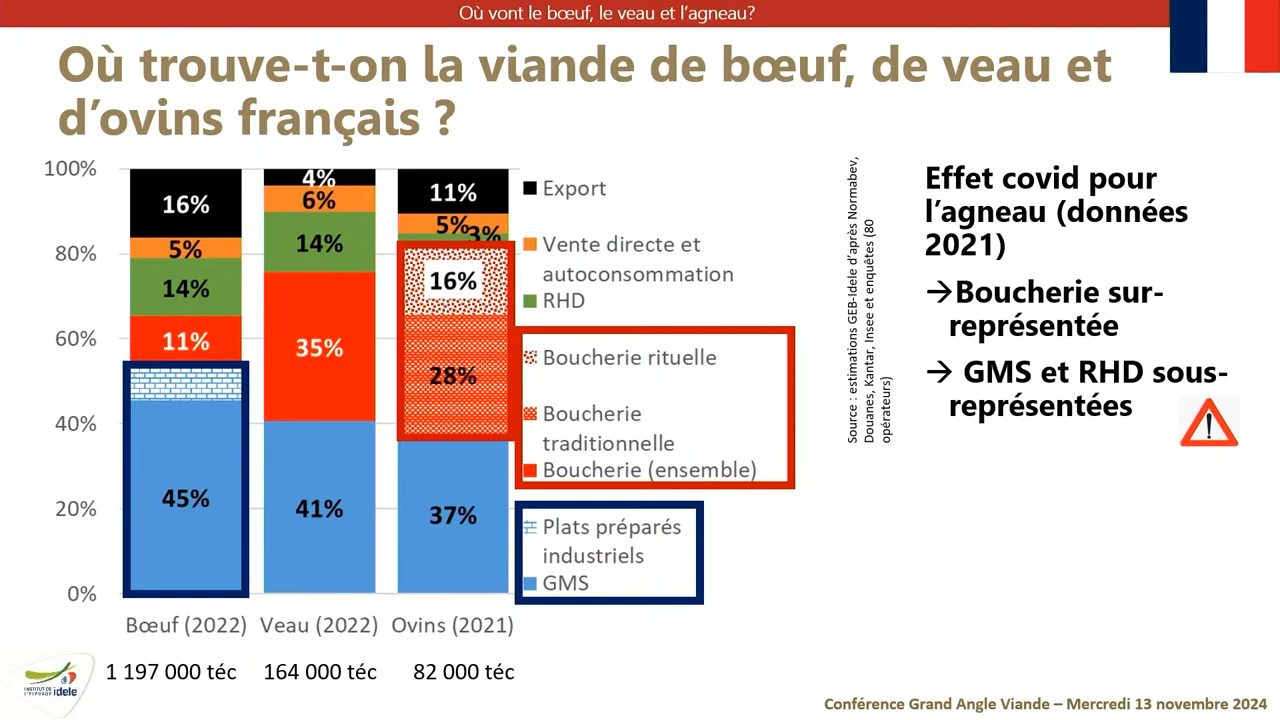 Où vont le bœuf, le veau et l'agneau?
Où trouve-t-on la viande de bœuf, de veau et
d'ovins français ?
100%
80%
60%
40%
20%
0%
16%
5%
14%
11%
45%
4%
6%
14%
35%
41%
11%
5%
3%
16%
28%
37%
Bœuf (2022)
Veau (2022)
Ovins (2021)
1 197 000 téc
164 000 téc
82 000 téc
Export
Vente directe et
autoconsommation
RHD
Boucherie rituelle
Boucherie
traditionnelle
Boucherie (ensemble)
Plats préparés
industriels
GMS
Source : estimations GEB-Idele d'après Normabev,
Douanes, Kantar, Insee et enquêtes (80
opérateurs)
Effet covid pour
l'agneau (données
2021)
→Boucherie sur-
représentée
→ GMS et RHD sous-
représentées
!
INSTITUT DE
L'ÉLEVAGE idele
Conférence Grand Angle Viande – Mercredi 13 novembre 2024